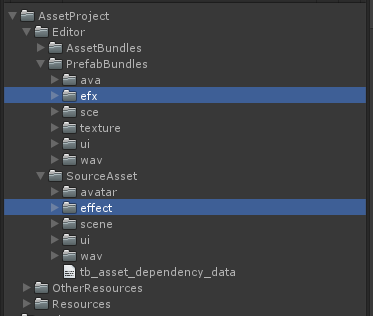 AssetProject
Editor
AssetBundles
PrefabBundles
ava
efx
sce
texture
ui
wav
SourceAsset
avatar
effect
scene
ui
wav
tb_asset_dependency_data
OtherResources
Resources